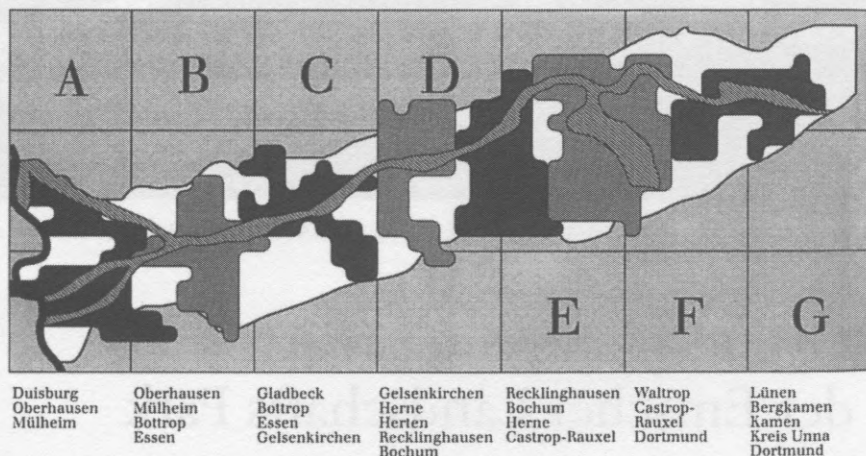 A
B
C
D
E
F
G
Duisburg
Oberhausen
Mülheim
Oberhausen
Mülheim
Bottrop
Essen
Gladbeck
Bottrop
Essen
Gelsenkirchen
Gelsenkirchen
Herne
Herten
Recklinghausen
Bochum
Recklinghausen
Bochum
Herne
Castrop-Rauxel
Waltrop
Castrop-
Rauxel
Dortmund
Lünen
Bergkamen
Kamen
Kreis Unna
Dortmund